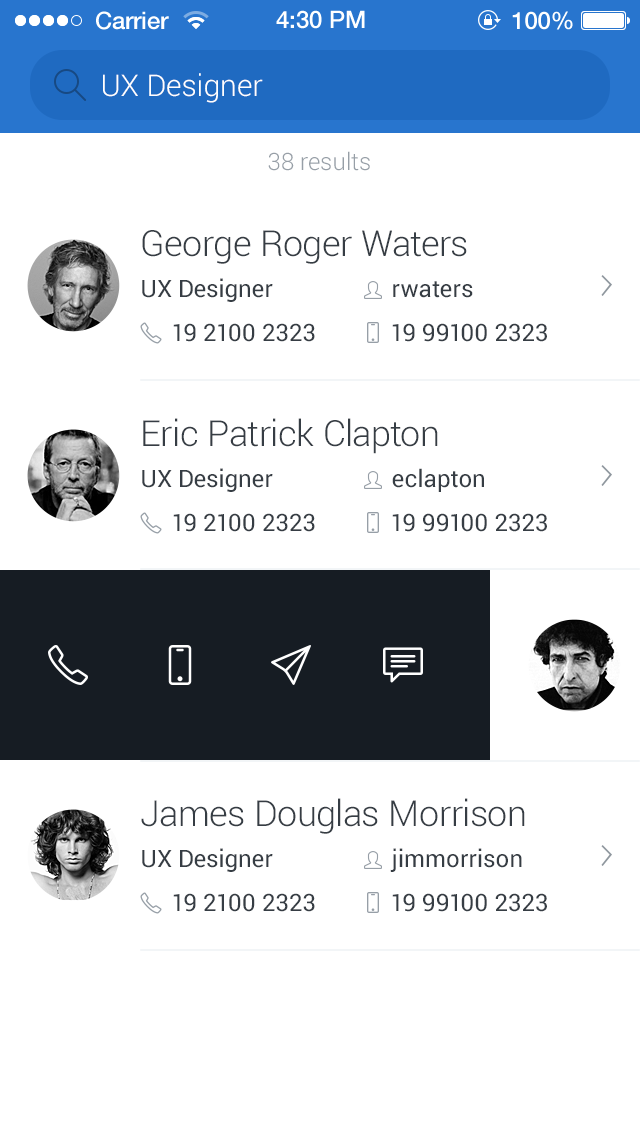 Carrier 4:30 PM 100%
UX Designer
38 results
George Roger Waters
UX Designer rwaters
19 2100 2323 19 99100 2323
Eric Patrick Clapton
UX Designer eclapton
19 2100 2323 19 99100 2323
James Douglas Morrison
UX Designer jimmorrison
19 2100 2323 19 99100 2323